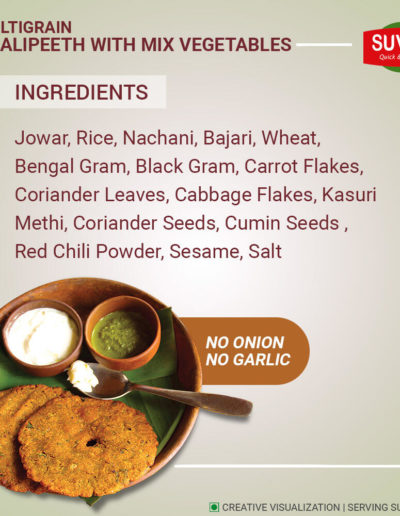 LTIGRAIN
ALIPEETH WITH MIX VEGETABLES
SUV
Quick &
INGREDIENTS
Jowar, Rice, Nachani, Bajari, Wheat,
Bengal Gram, Black Gram, Carrot Flakes,
Coriander Leaves, Cabbage Flakes, Kasuri
Methi, Coriander Seeds, Cumin Seeds ,
Red Chili Powder, Sesame, Salt
NO ONION
NO GARLIC
CREATIVE VISUALIZATION | SERVING SU